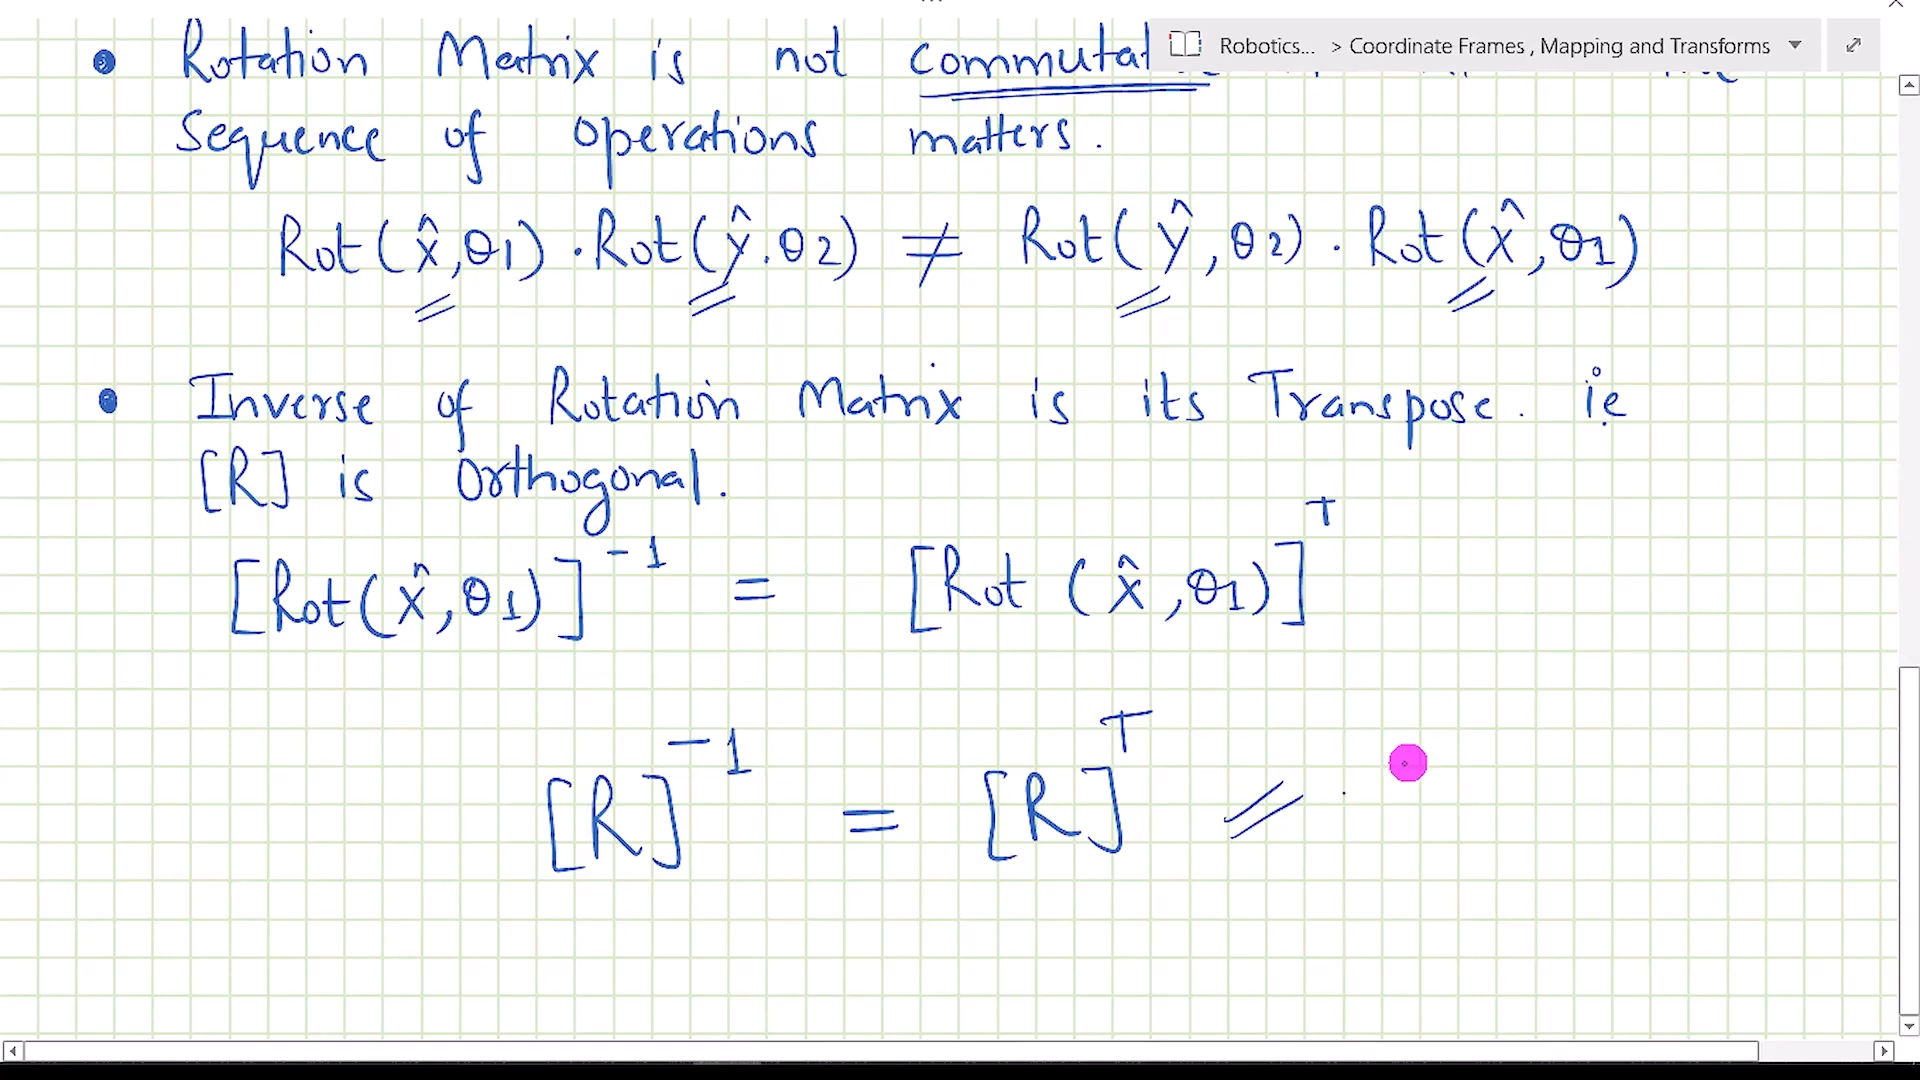 Robotics... > Coordinate Frames , Mapping and Transforms
• Rotation Matrix is not
Sequence of operations matters.
Rot(x̂,θ1) · Rot(ŷ.θ2) ≠ Rot(ŷ,θ2) · Rot(x̂,θ1)
• Inverse of Rotation Matrix is its Transpose. ie
[R] is Orthogonal.
[Rot(x̂,θ1)]⁻¹ = [Rot (x̂,θ1)]ᵀ
[R]⁻¹ = [R]ᵀ